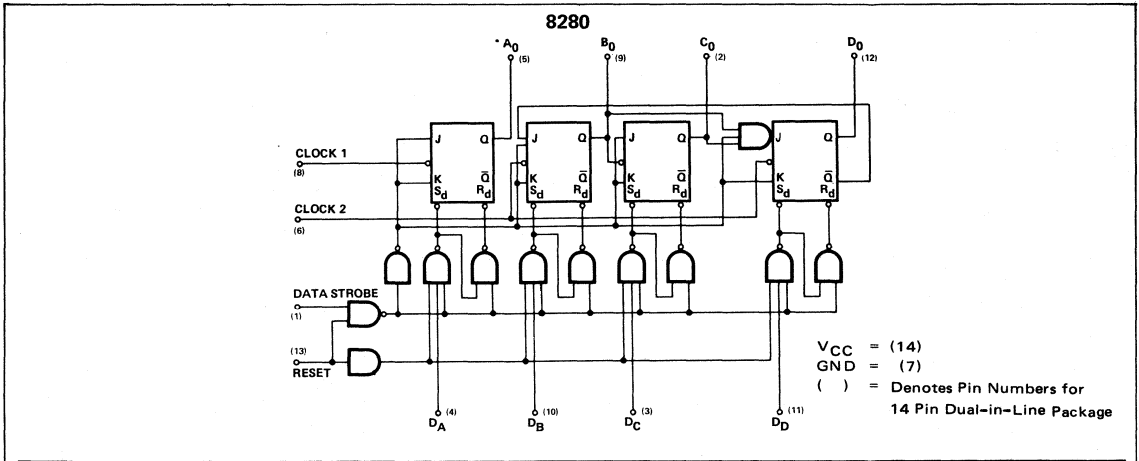 8280
* A0 (5)
B0 (9)
C0 (2)
D0 (12)
J Q
J Q
J Q
J Q
CLOCK 1
(8)
K Q̅
K Q̅
K Q̅
K Q̅
Sd Rd
Sd Rd
Sd Rd
Sd Rd
CLOCK 2
(6)
DATA STROBE
(1)
(13)
RESET
VCC = (14)
GND = (7)
( ) = Denotes Pin Numbers for
14 Pin Dual-in-Line Package
DA (4)
DB (10)
DC (3)
DD (11)